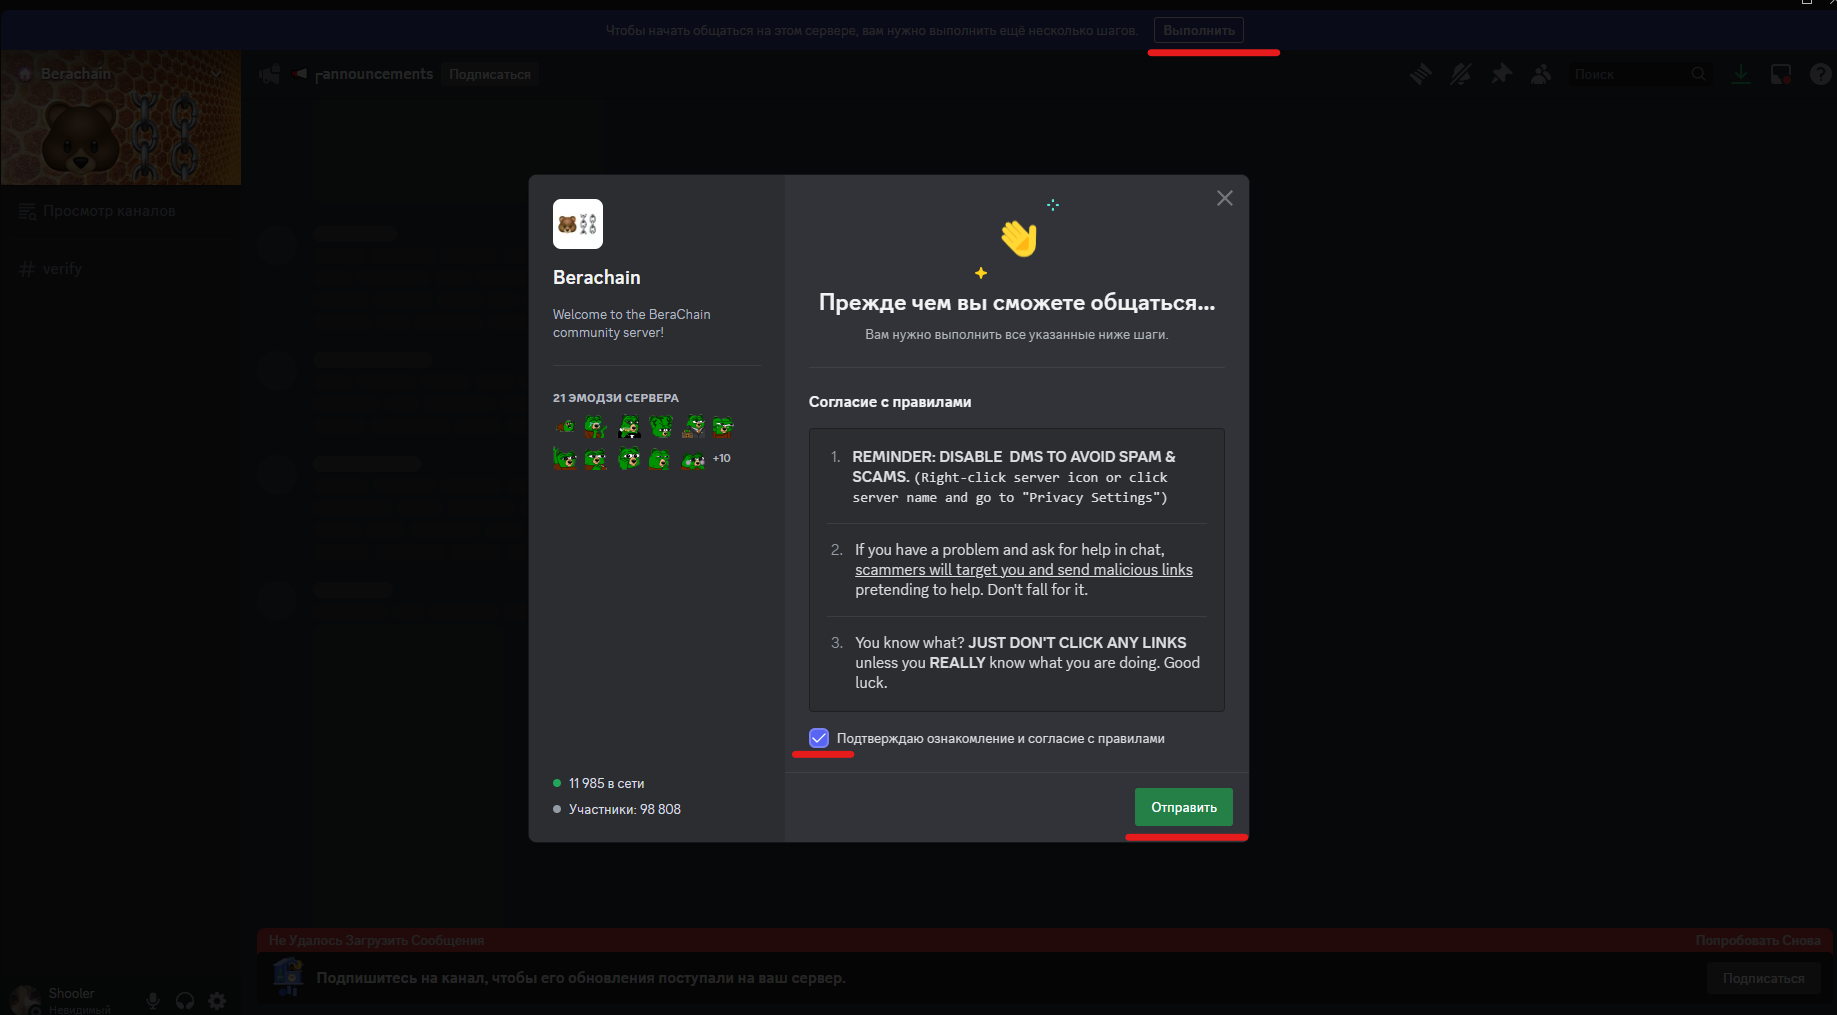 Чтобы начать общаться на этом сервере, вам нужно выполнить ещё несколько шагов.
Выполнить
Berachain
announcements
Подписаться
Поиск
Просмотр каналов
verify
Berachain
Welcome to the BeraChain
community server!
21 ЭМОДЗИ СЕРВЕРА
+10
11 985 в сети
Участники: 98 808
Прежде чем вы сможете общаться...
Вам нужно выполнить все указанные ниже шаги.
Согласие с правилами
1. REMINDER: DISABLE DMS TO AVOID SPAM &
SCAMS. (Right-click server icon or click
server name and go to "Privacy Settings")
2. If you have a problem and ask for help in chat,
scammers will target you and send malicious links
pretending to help. Don't fall for it.
3. You know what? JUST DON'T CLICK ANY LINKS
unless you REALLY know what you are doing. Good
luck.
Подтверждаю ознакомление и согласие с правилами
Отправить
Не Удалось Загрузить Сообщения
Попробовать Снова
Подпишитесь на канал, чтобы его обновления поступали на ваш сервер.
Подписаться
Shooler
Невидимый